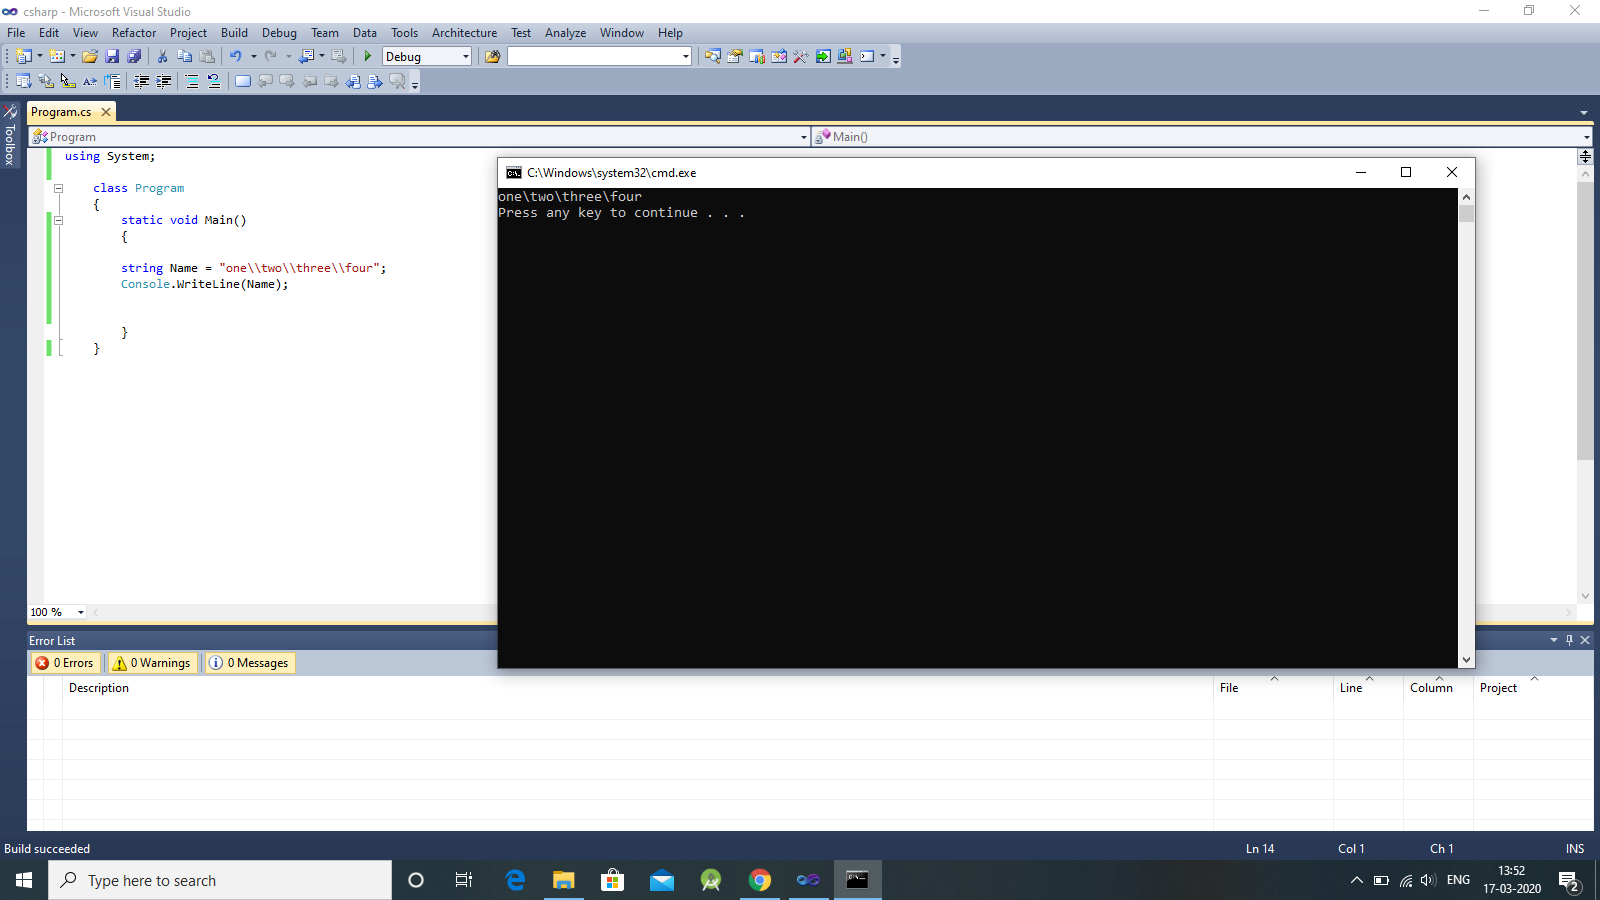 csharp - Microsoft Visual Studio
File Edit View Refactor Project Build Debug Team Data Tools Architecture Test Analyze Window Help
Debug
Program.cs
Toolbox
Program
Main()
using System;
class Program
{
static void Main()
{
string Name = "one\\two\\three\\four";
Console.WriteLine(Name);
}
}
C:\Windows\system32\cmd.exe
one\two\three\four
Press any key to continue . . .
100 %
Error List
0 Errors 0 Warnings 0 Messages
Description File Line Column Project
Build succeeded Ln 14 Col 1 Ch 1 INS
Type here to search
ENG
13:52
17-03-2020
2